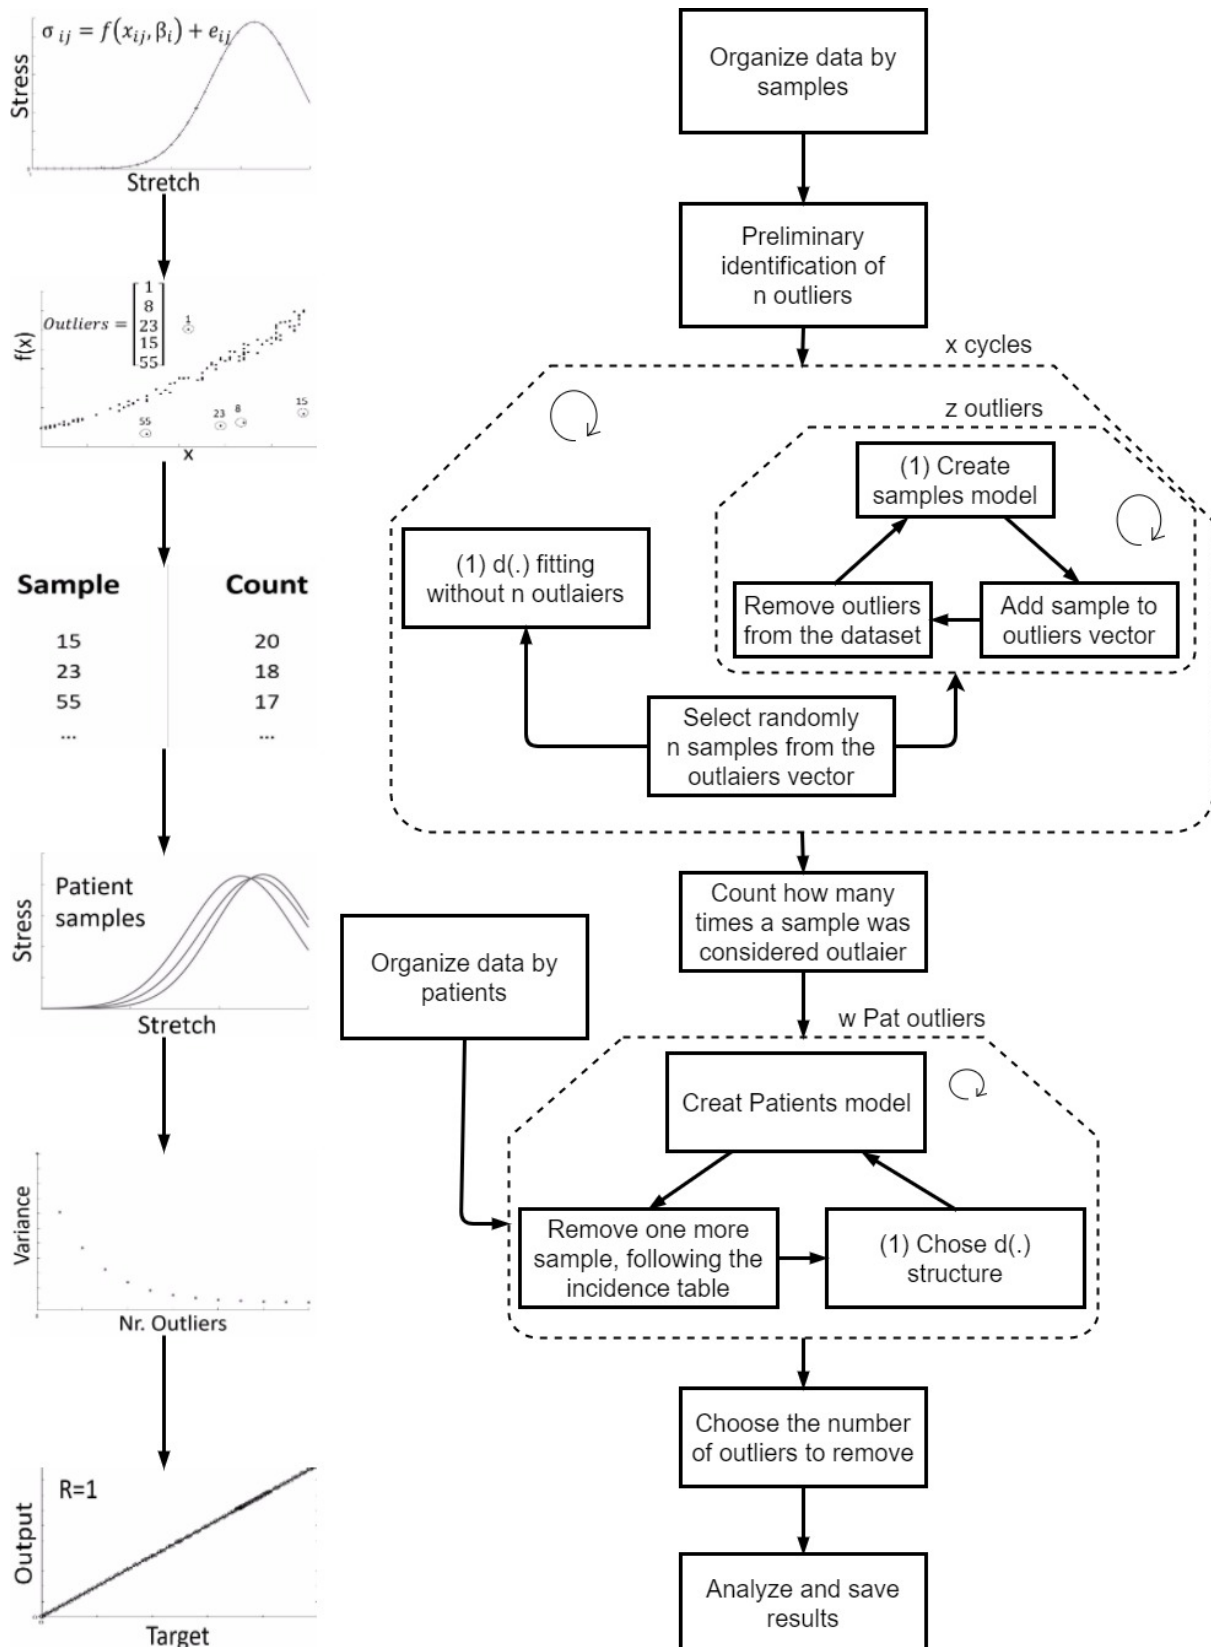 σ ij = f(xij, βi) + eij
Stress
Stretch
Outliers =
1
8
23
15
55
1
55
23
8
15
f(x)
x
Sample Count
15 20
23 18
55 17
... ...
Patient
samples
Stress
Stretch
Variance
Nr. Outliers
R=1
Output
Target
Organize data by
samples
Preliminary
identification of
n outliers
x cycles
z outliers
(1) Create
samples model
(1) d(.) fitting
without n outlaiers
Remove outliers
from the dataset
Add sample to
outliers vector
Select randomly
n samples from the
outlaiers vector
Count how many
times a sample was
considered outlaier
Organize data by
patients
w Pat outliers
Creat Patients model
Remove one more
sample, following the
incidence table
(1) Chose d(.)
structure
Choose the number
of outliers to remove
Analyze and save
results